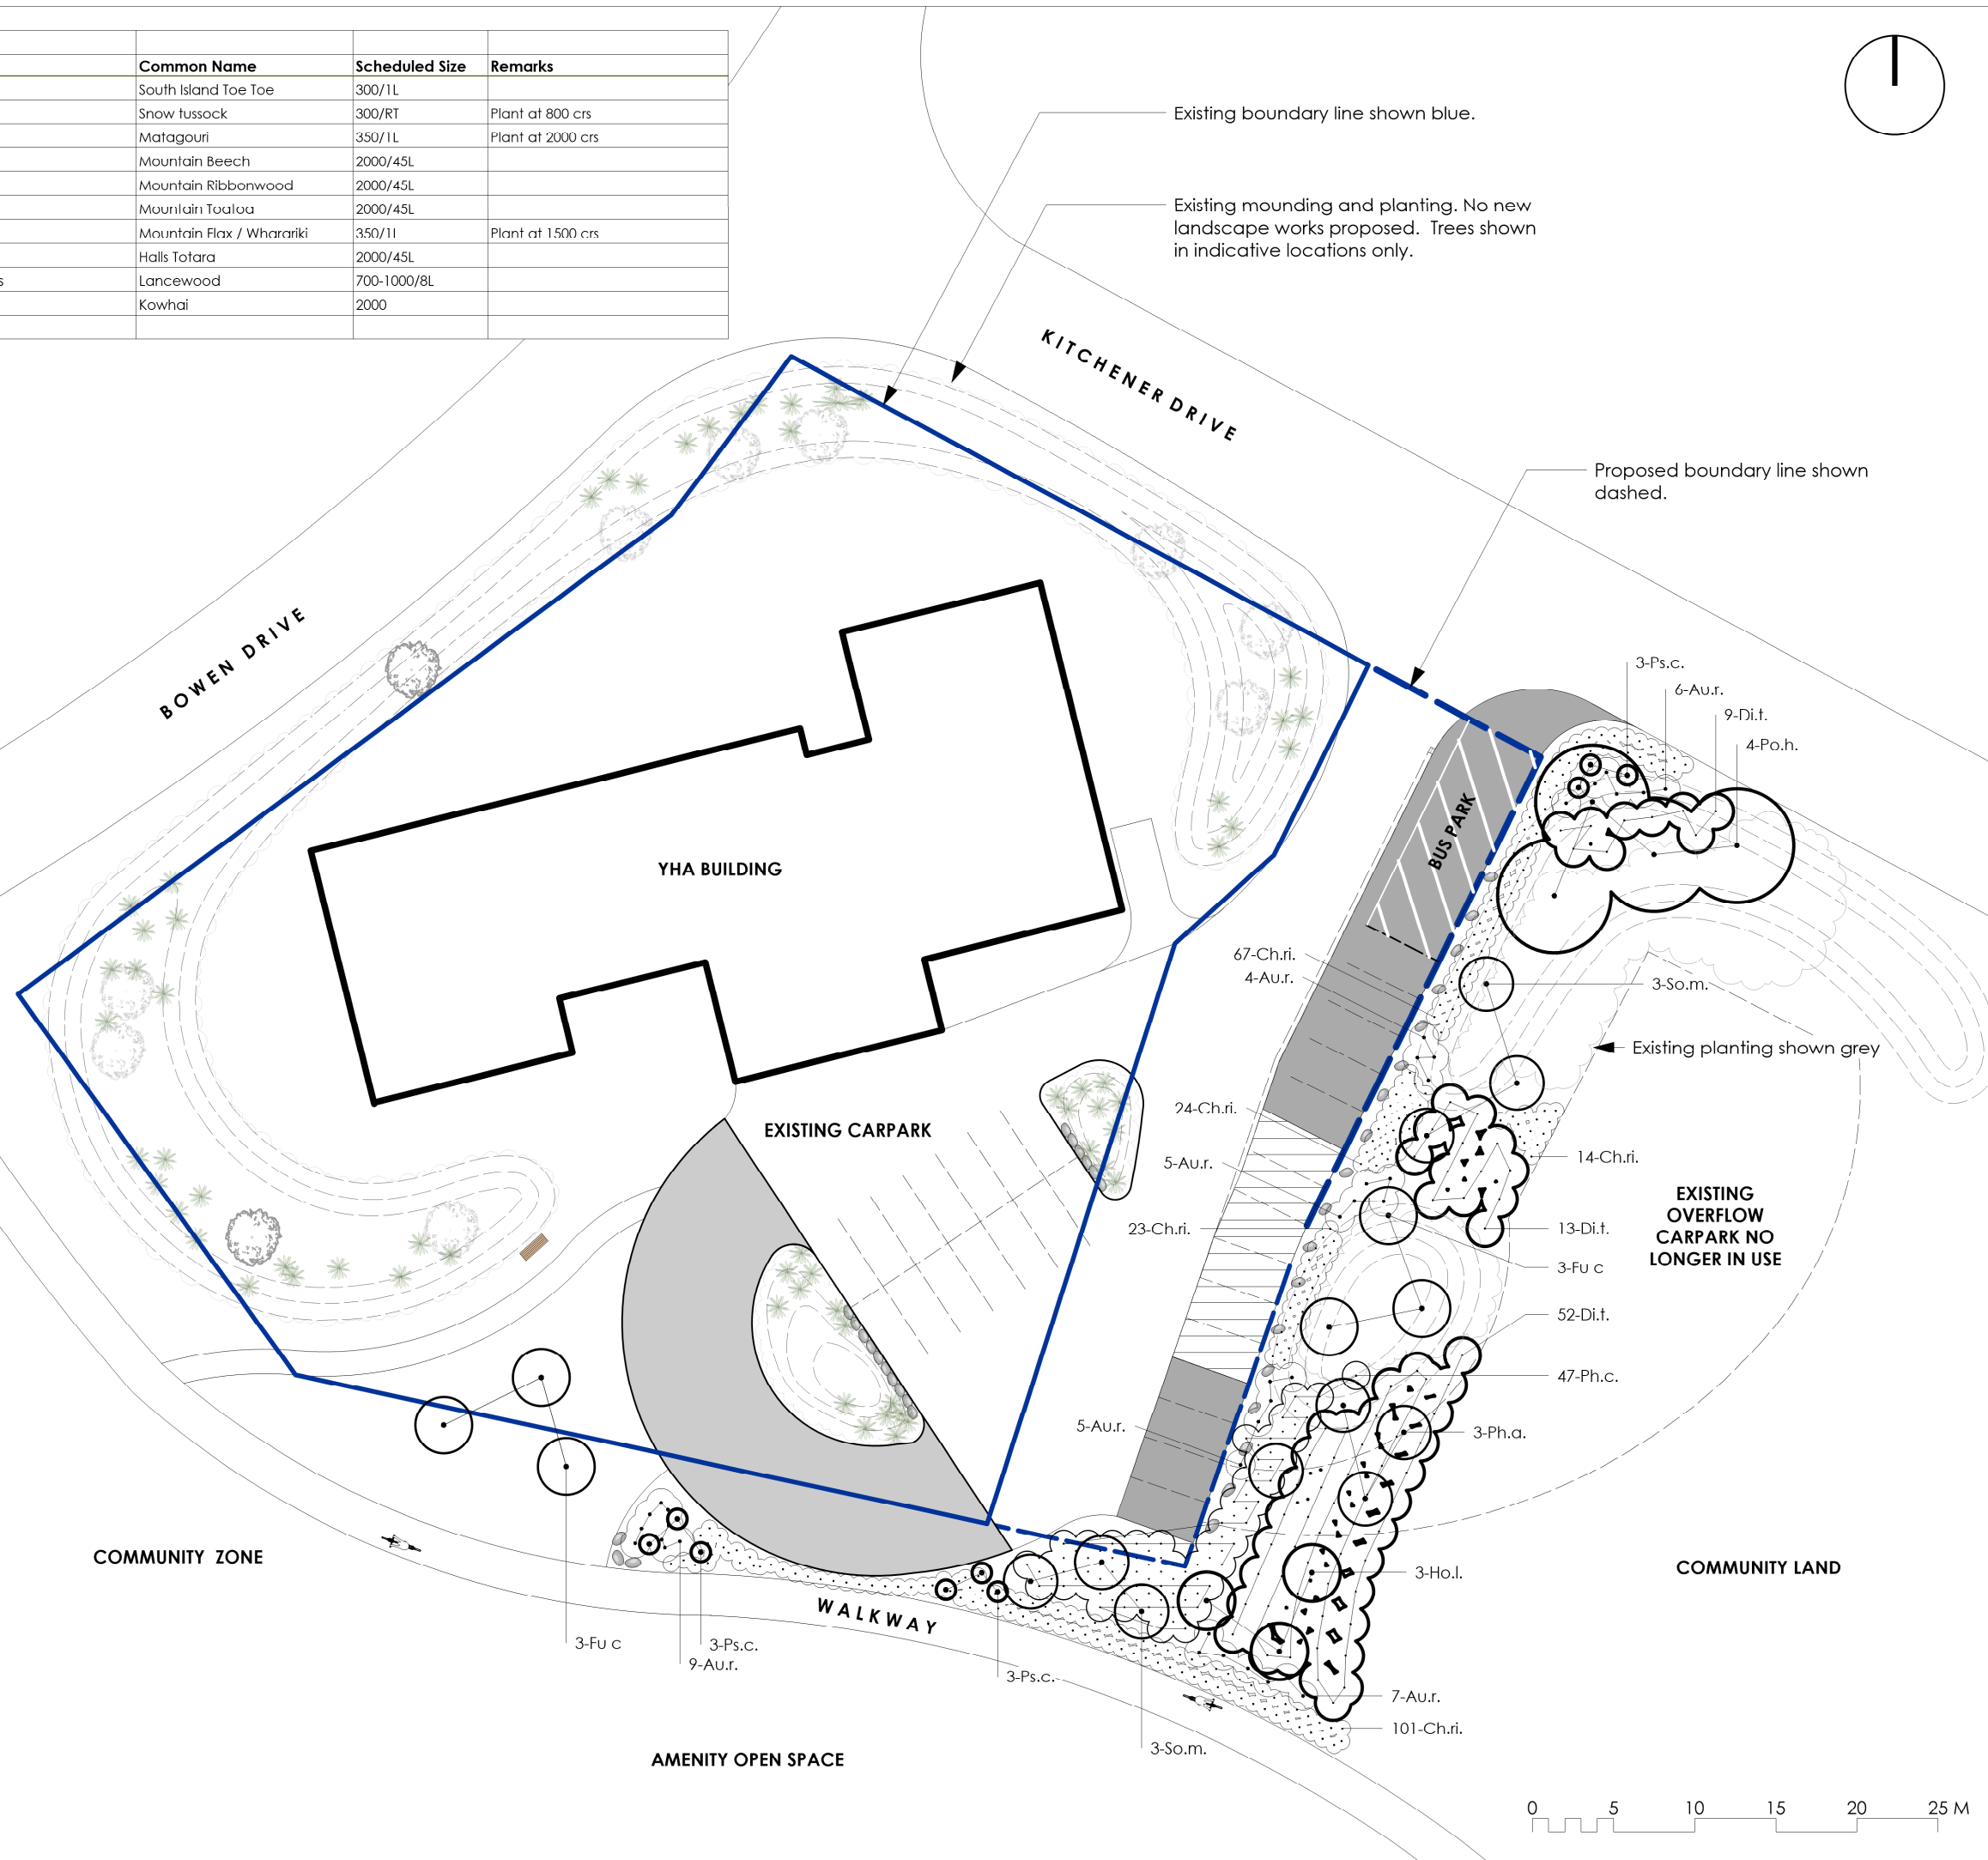 Common Name Scheduled Size Remarks
South Island Toe Toe 300/1L
Snow tussock 300/RT Plant at 800 crs
Matagouri 350/1L Plant at 2000 crs
Mountain Beech 2000/45L
Mountain Ribbonwood 2000/45L
Mountain Toatoa 2000/45L
Mountain Flax / Wharariki 350/1L Plant at 1500 crs
Halls Totara 2000/45L
s Lancewood 700-1000/8L
Kowhai 2000
Existing boundary line shown blue.
Existing mounding and planting. No new
landscape works proposed. Trees shown
in indicative locations only.
KITCHENER DRIVE
Proposed boundary line shown
dashed.
BOWEN DRIVE
3-Ps.c.
6-Au.r.
9-Di.t.
4-Po.h.
BUS PARK
YHA BUILDING
67-Ch.ri.
4-Au.r.
3-So.m.
Existing planting shown grey
24-Ch.ri.
EXISTING CARPARK
5-Au.r.
14-Ch.ri.
EXISTING
OVERFLOW
CARPARK NO
LONGER IN USE
23-Ch.ri.
13-Di.t.
3-Fu c
52-Di.t.
47-Ph.c.
5-Au.r.
3-Ph.a.
COMMUNITY ZONE
COMMUNITY LAND
3-Ho.l.
WALKWAY
3-Fu c
3-Ps.c.
9-Au.r.
3-Ps.c.
7-Au.r.
101-Ch.ri.
3-So.m.
AMENITY OPEN SPACE
0 5 10 15 20 25 M